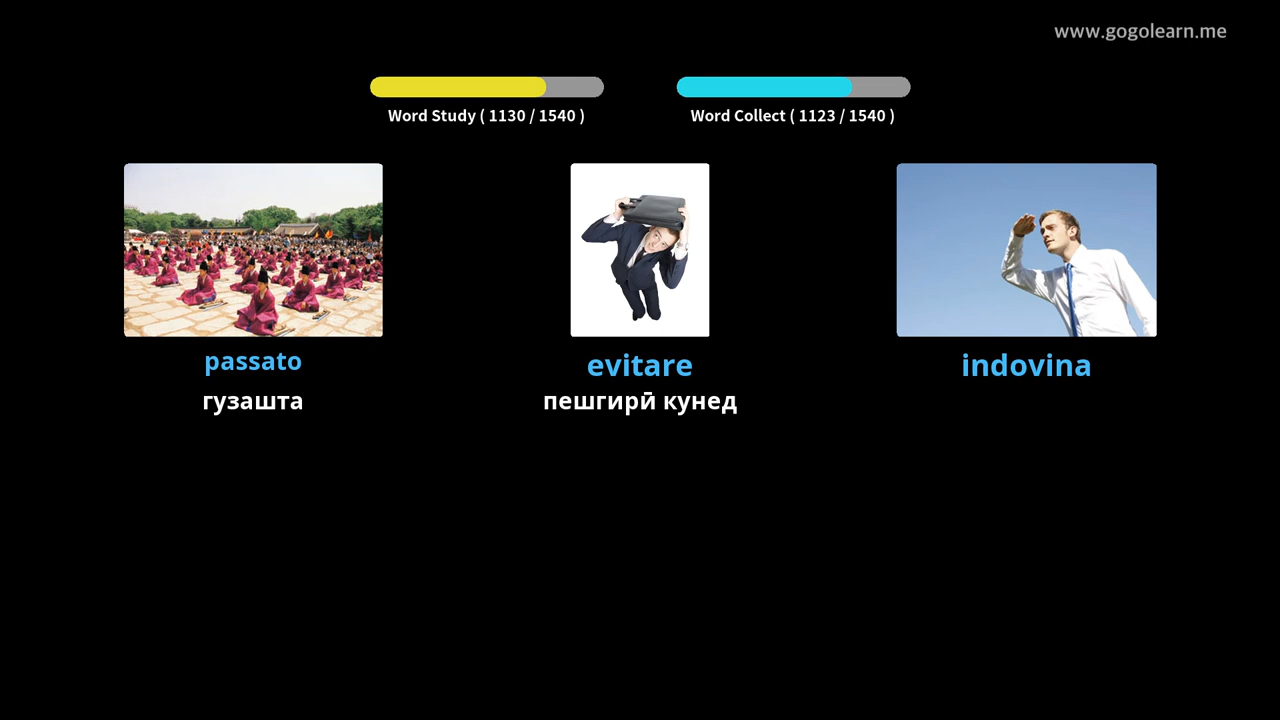 www.gogolearn.me
Word Study ( 1130 / 1540 )
Word Collect ( 1123 / 1540 )
passato
evitare
indovina
гузашта
пешгирӣ кунед